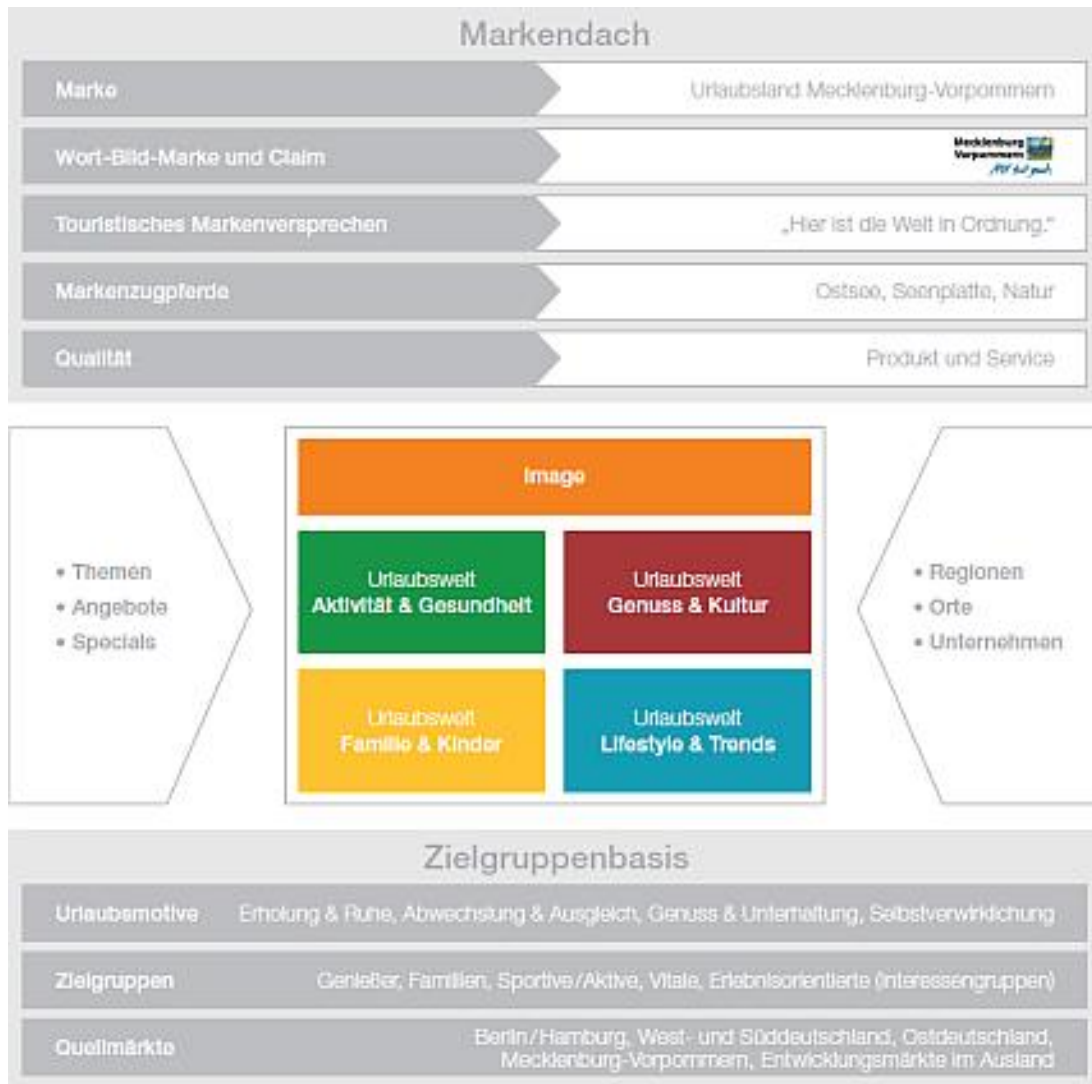 Markendach
Marke
Urlaubsland Mecklenburg-Vorpommern
Wort-Bild-Marke und Claim
Mecklenburg
Vorpommern
MV tut gut.
Touristisches Markenversprechen
„Hier ist die Welt in Ordnung.“
Markenzugpferde
Ostsee, Seenplatte, Natur
Qualität
Produkt und Service
• Themen
• Angebote
• Specials
Image
Urlaubswelt
Aktivität & Gesundheit
Urlaubswelt
Genuss & Kultur
Urlaubswelt
Familie & Kinder
Urlaubswelt
Lifestyle & Trends
• Regionen
• Orte
• Unternehmen
Zielgruppenbasis
Urlaubsmotive Erholung & Ruhe, Abwechslung & Ausgleich, Genuss & Unterhaltung, Selbstverwirklichung
Zielgruppen Genießer, Familien, Sportive/Aktive, Vitale, Erlebnisorientierte (Interessengruppen)
Quellmärkte
Berlin/Hamburg, West- und Süddeutschland, Ostdeutschland,
Mecklenburg-Vorpommern, Entwicklungsmärkte im Ausland